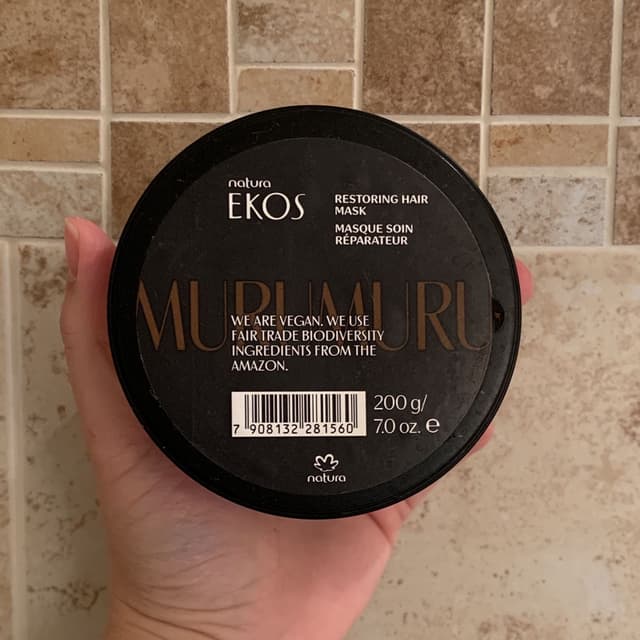 natura
EKOS
RESTORING HAIR
MASK
MASQUE SOIN
RÉPARATEUR
MURUMURU
WE ARE VEGAN. WE USE
FAIR TRADE BIODIVERSITY
INGREDIENTS FROM THE
AMAZON.
7 908132 281560
200 g/
7.0 oz. ℮
natura